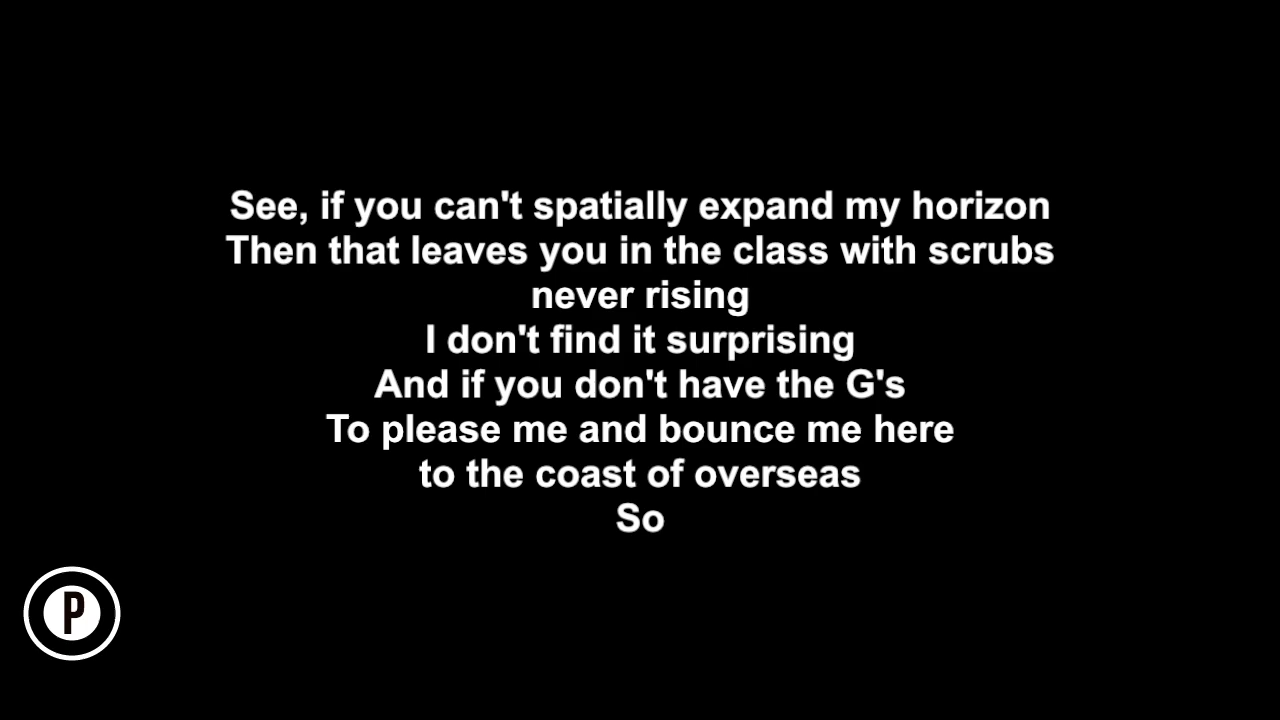 See, if you can't spatially expand my horizon
Then that leaves you in the class with scrubs
never rising
I don't find it surprising
And if you don't have the G's
To please me and bounce me here
to the coast of overseas
So
P